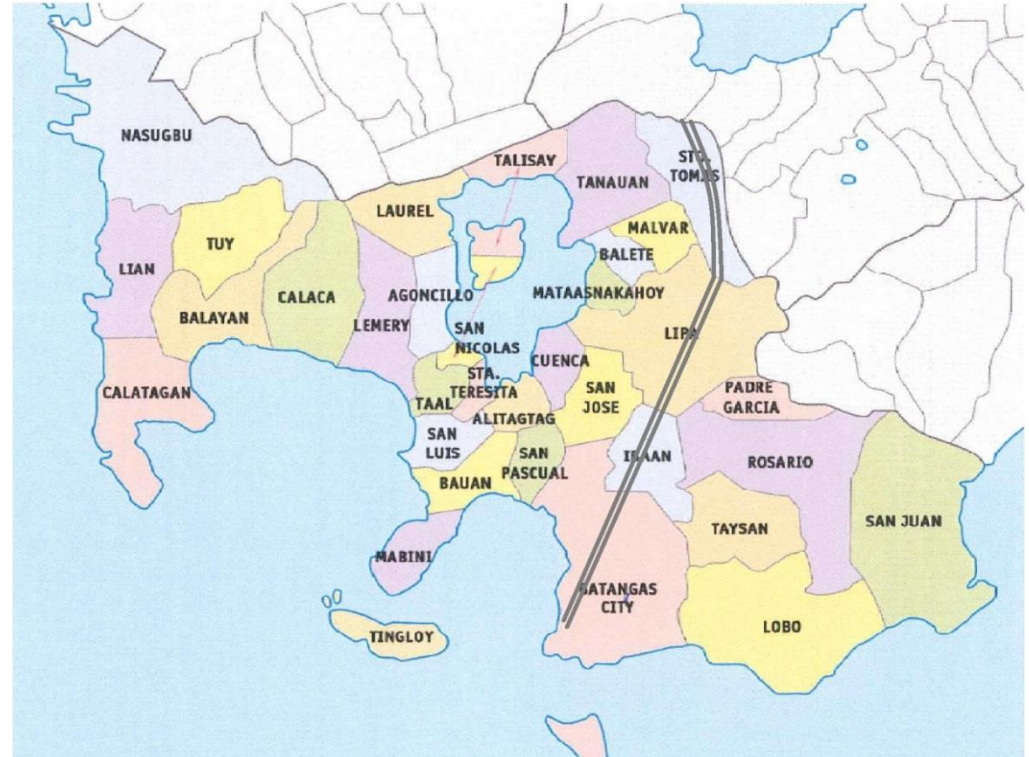 NASUGBU
TALISAY
STO.
TOMAS
TANAUAN
LAUREL
MALVAR
TUY
BALETE
LIAN
AGONCILLO
MATAASNAKAHOY
CALACA
BALAYAN
LEMERY
SAN
NICOLAS
LIPA
CUENCA
STA.
TERESITA
SAN
JOSE
PADRE
GARCIA
CALATAGAN
TAAL
ALITAGTAG
SAN
LUIS
SAN
PASCUAL
IBAAN
ROSARIO
BAUAN
TAYSAN
SAN JUAN
MABINI
BATANGAS
CITY
LOBO
TINGLOY